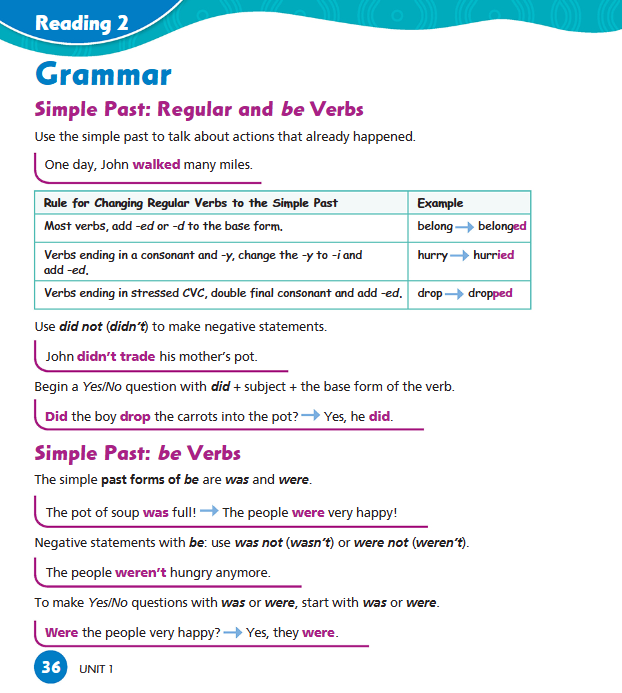 Reading 2
Grammar
Simple Past: Regular and be Verbs
Use the simple past to talk about actions that already happened.
One day, John walked many miles.
Rule for Changing Regular Verbs to the Simple Past Example
Most verbs, add -ed or -d to the base form. belong → belonged
Verbs ending in a consonant and -y, change the -y to -i and hurry → hurried
add -ed.
Verbs ending in stressed CVC, double final consonant and add -ed. drop → dropped
Use did not (didn't) to make negative statements.
John didn't trade his mother's pot.
Begin a Yes/No question with did + subject + the base form of the verb.
Did the boy drop the carrots into the pot? → Yes, he did.
Simple Past: be Verbs
The simple past forms of be are was and were.
The pot of soup was full! → The people were very happy!
Negative statements with be: use was not (wasn't) or were not (weren't).
The people weren't hungry anymore.
To make Yes/No questions with was or were, start with was or were.
Were the people very happy? → Yes, they were.
36 UNIT 1